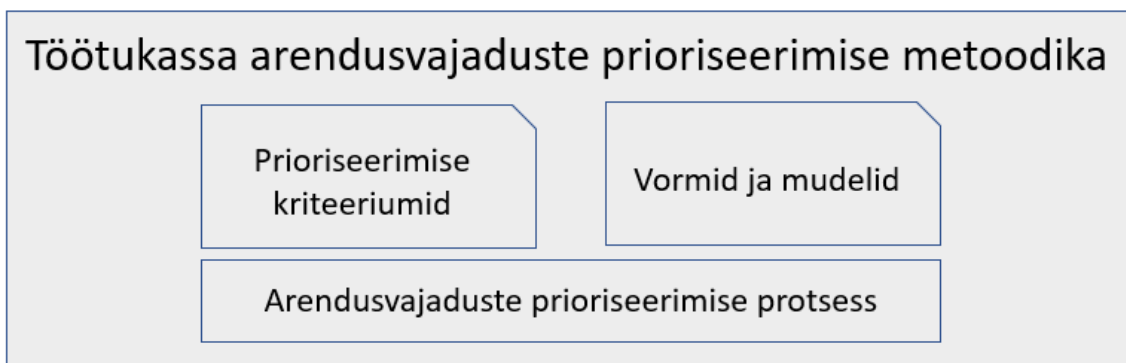 Töötukassa arendusvajaduste prioriseerimise metoodika
Prioriseerimise
kriteeriumid
Vormid ja mudelid
Arendusvajaduste prioriseerimise protsess